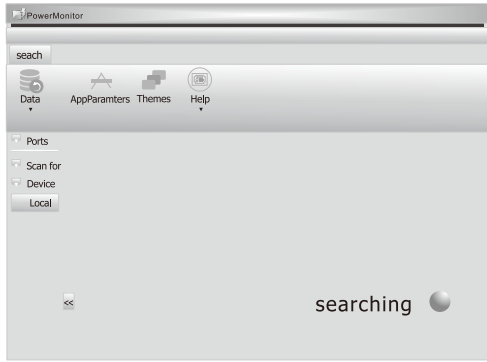 PowerMonitor
seach
Data AppParamters Themes Help
Ports
Scan for
Device
Local
<<
searching